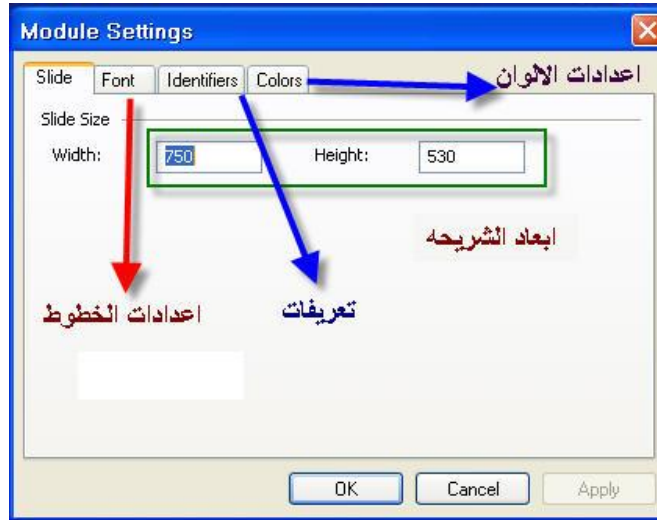 Module Settings
Slide Font Identifiers Colors
اعدادات الالوان
Slide Size
Width: 750 Height: 530
ابعاد الشريحه
اعدادات الخطوط
تعريفات
OK Cancel Apply